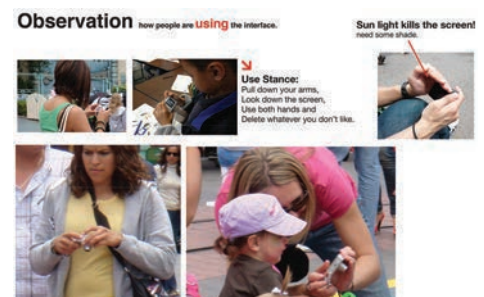 Observation how people are using the interface.
Sun light kills the screen!
need some shade.
Use Stance:
Pull down your arms,
Look down the screen,
Use both hands and
Delete whatever you don't like.